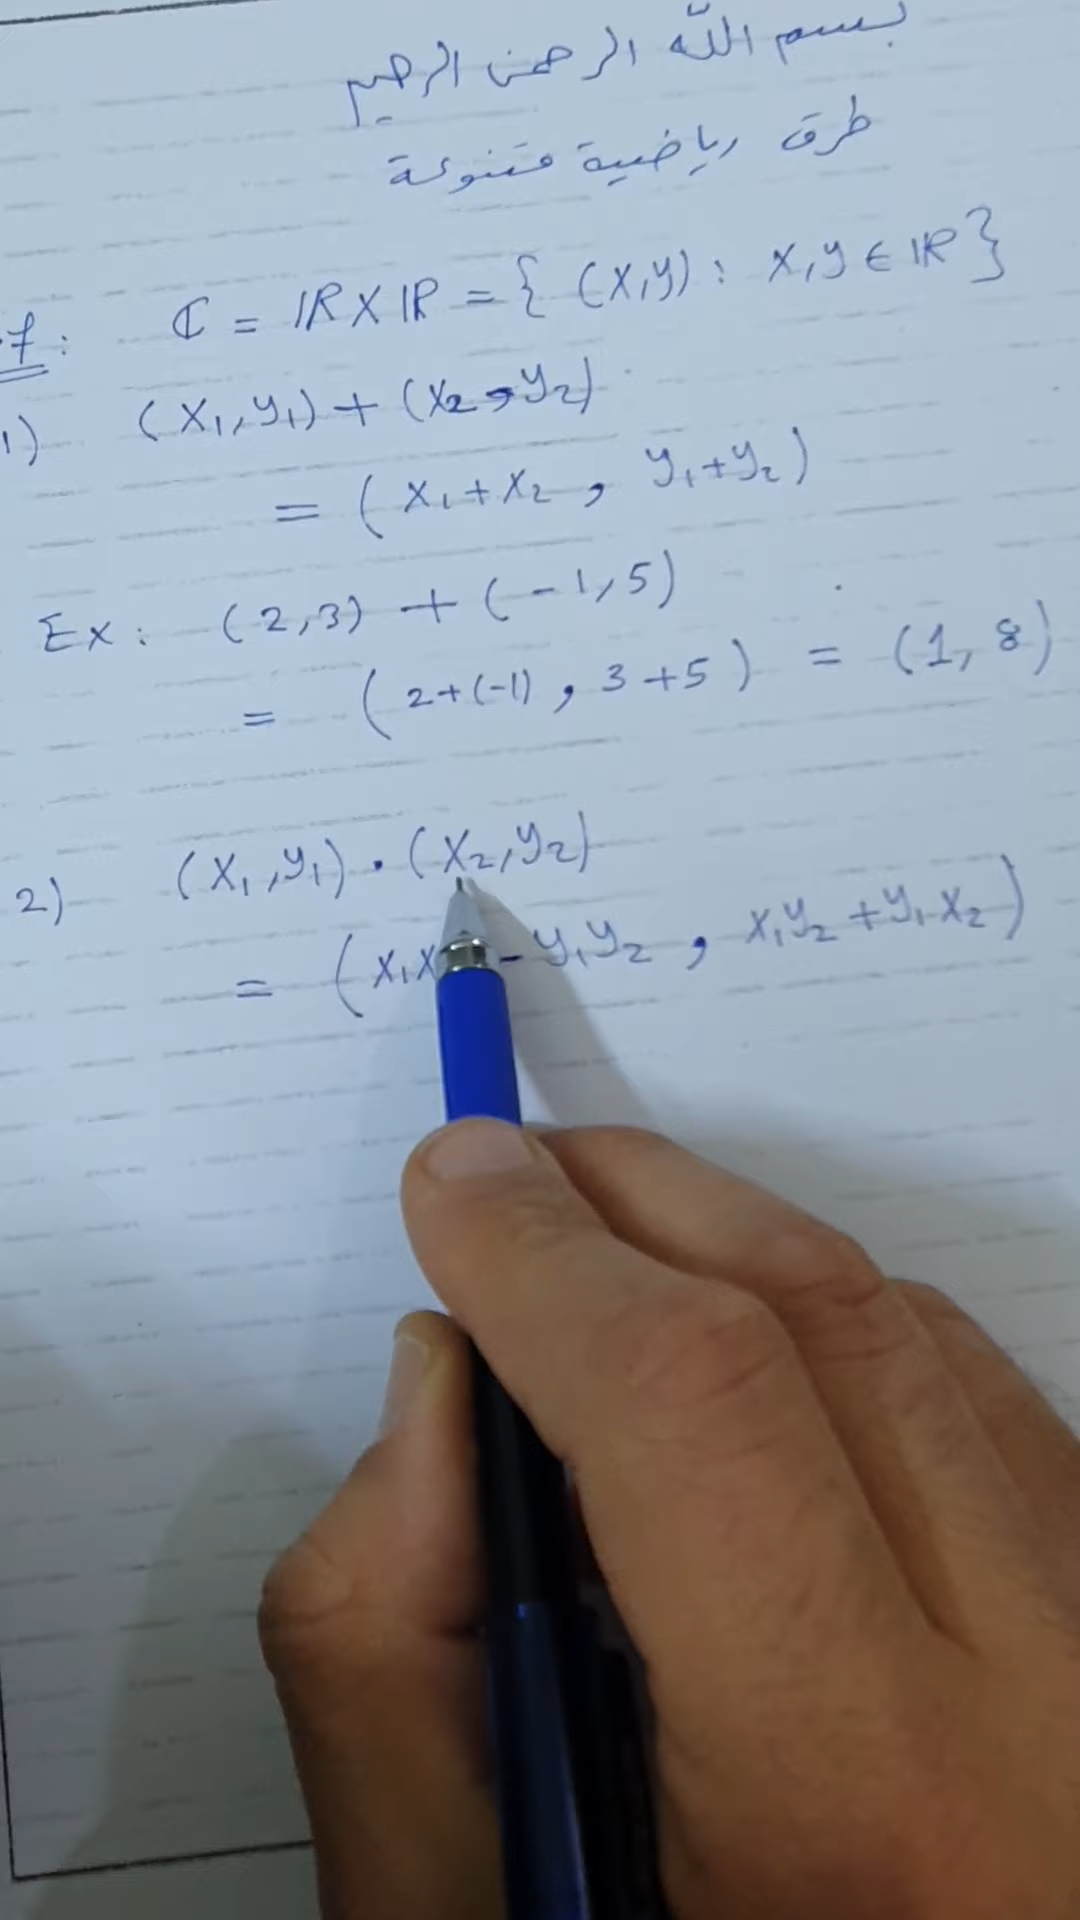 بسم الله الرحمن الرحيم
طرق رياضية متنوعة
ℂ = ℝ×ℝ = { (x,y) : x,y ∈ ℝ }
1) (x₁,y₁) + (x₂,y₂)
= (x₁+x₂ , y₁+y₂)
Ex: (2,3) + (-1,5)
= (2+(-1) , 3+5) = (1,8)
2) (x₁,y₁) · (x₂,y₂)
= (x₁x - y₁y₂ , x₁y₂ + y₁x₂)